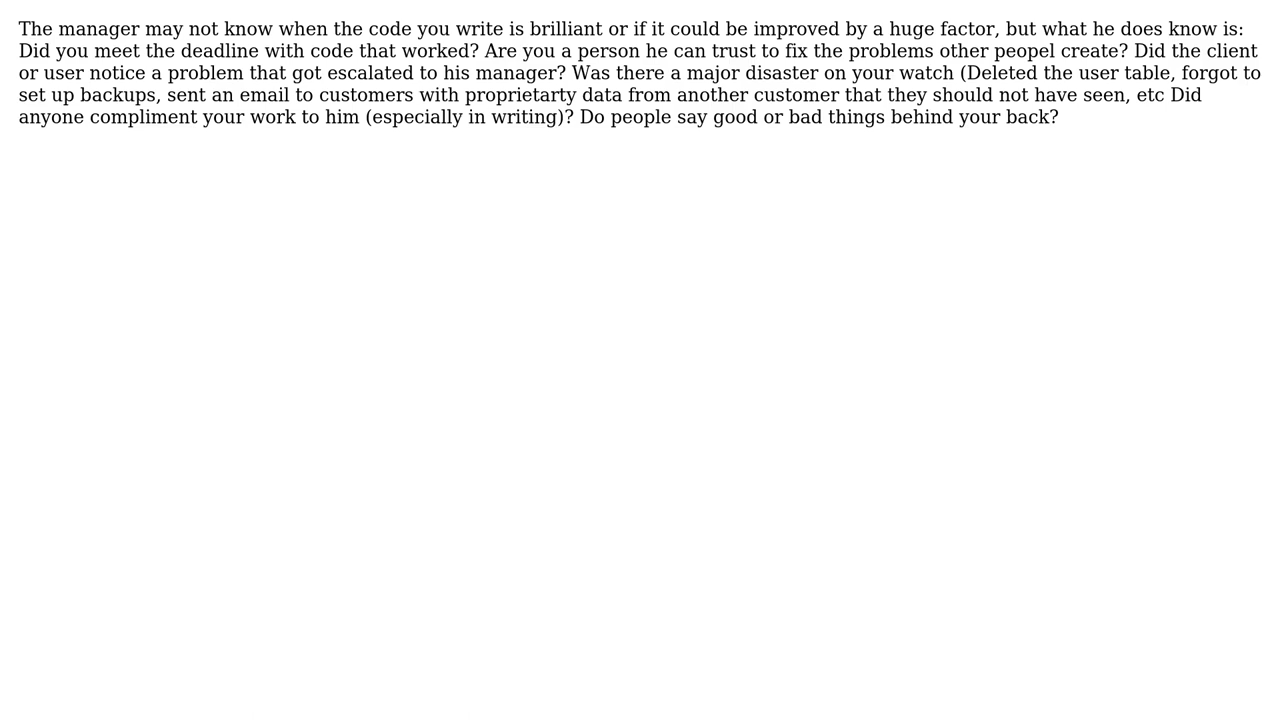 The manager may not know when the code you write is brilliant or if it could be improved by a huge factor, but what he does know is:
Did you meet the deadline with code that worked? Are you a person he can trust to fix the problems other peopel create? Did the client
or user notice a problem that got escalated to his manager? Was there a major disaster on your watch (Deleted the user table, forgot to
set up backups, sent an email to customers with proprietarty data from another customer that they should not have seen, etc Did
anyone compliment your work to him (especially in writing)? Do people say good or bad things behind your back?